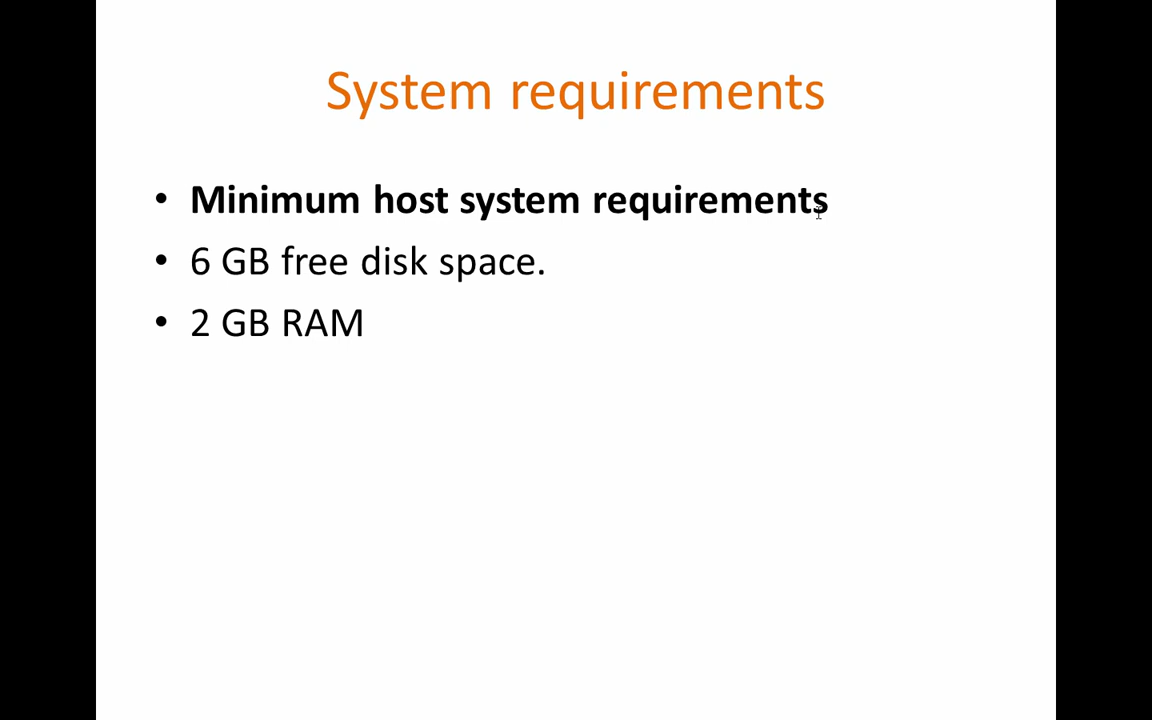 System requirements
• Minimum host system requirements
• 6 GB free disk space.
• 2 GB RAM